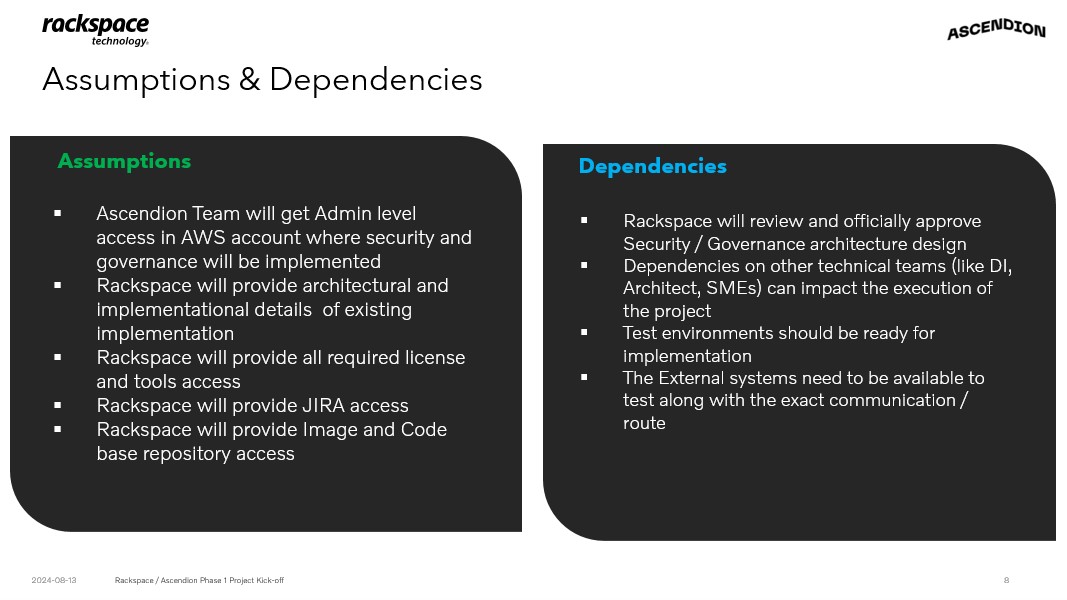 rackspace
technology.
ASCENDION
Assumptions & Dependencies
Assumptions
▪ Ascendion Team will get Admin level
access in AWS account where security and
governance will be implemented
▪ Rackspace will provide architectural and
implementational details  of existing
implementation
▪ Rackspace will provide all required license
and tools access
▪ Rackspace will provide JIRA access
▪ Rackspace will provide Image and Code
base repository access
Dependencies
▪ Rackspace will review and officially approve
Security / Governance architecture design
▪ Dependencies on other technical teams (like DI,
Architect, SMEs) can impact the execution of
the project
▪ Test environments should be ready for
implementation
▪ The External systems need to be available to
test along with the exact communication /
route
2024-08-13
Rackspace / Ascendion Phase 1 Project Kick-off
8